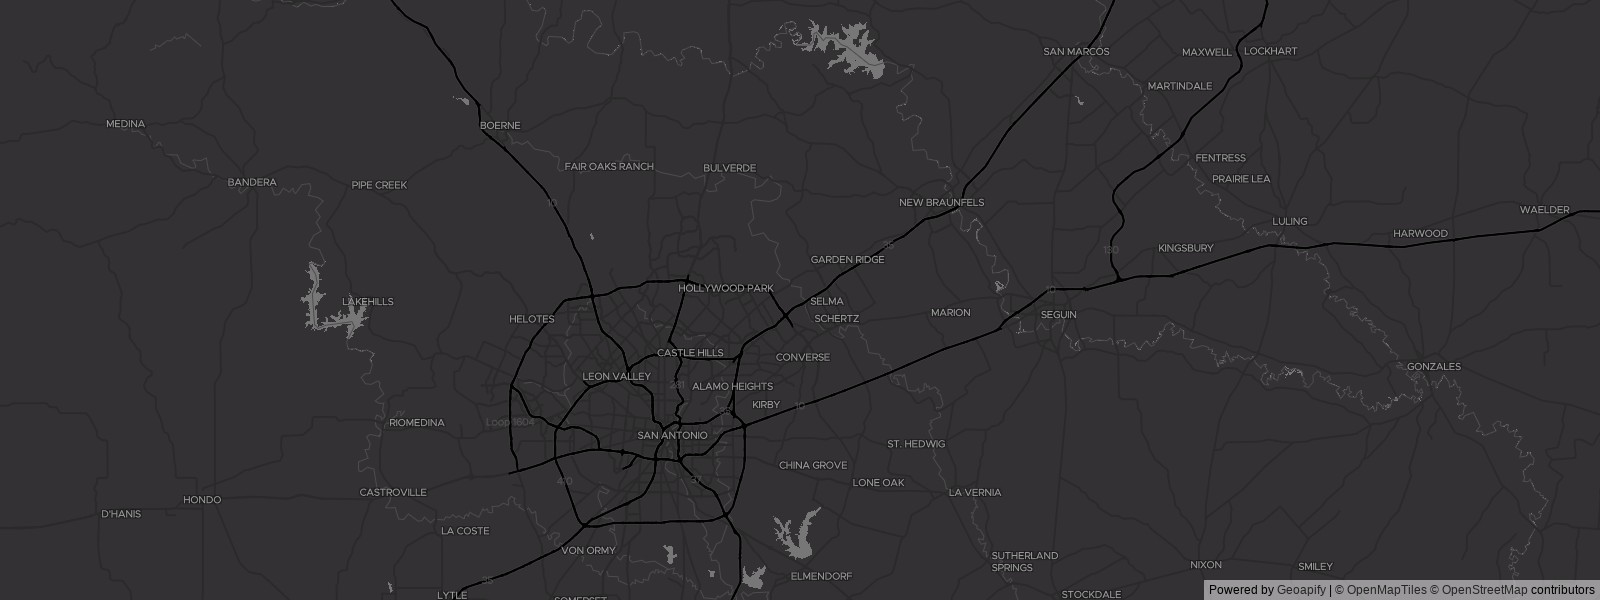 SAN MARCOS
MAXWELL
LOCKHART
MARTINDALE
MEDINA
BOERNE
FENTRESS
FAIR OAKS RANCH
BULVERDE
PRAIRIE LEA
BANDERA
PIPE CREEK
10
NEW BRAUNFELS
WAELDER
LULING
HARWOOD
35
130
KINGSBURY
GARDEN RIDGE
HOLLYWOOD PARK
10
LAKEHILLS
SELMA
HELOTES
SCHERTZ
MARION
SEGUIN
CASTLE HILLS
CONVERSE
GONZALES
LEON VALLEY
281
ALAMO HEIGHTS
KIRBY
10
35
RIOMEDINA
Loop 1604
SAN ANTONIO
ST. HEDWIG
CHINA GROVE
410
37
LONE OAK
CASTROVILLE
LA VERNIA
HONDO
D'HANIS
LA COSTE
VON ORMY
SUTHERLAND
SPRINGS
NIXON
SMILEY
ELMENDORF
35
LYTLE
SOMERSET
STOCKDALE
Powered by Geoapify | © OpenMapTiles © OpenStreetMap contributors